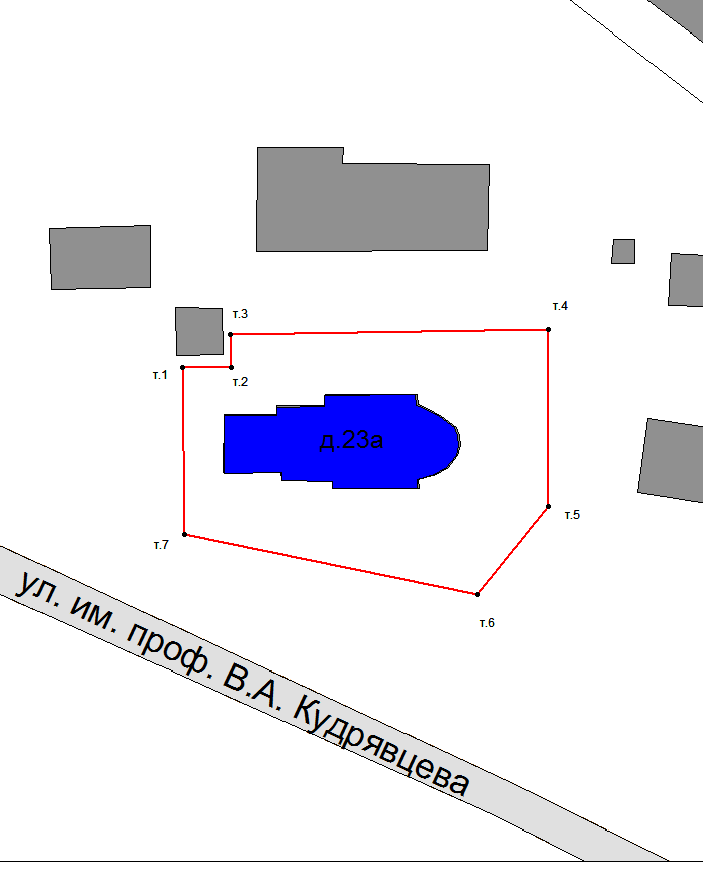 т.4
т.3
т.1
т.2
д.23а
т.5
т.7
т.6
ул. им. проф. В.А. Кудрявцева